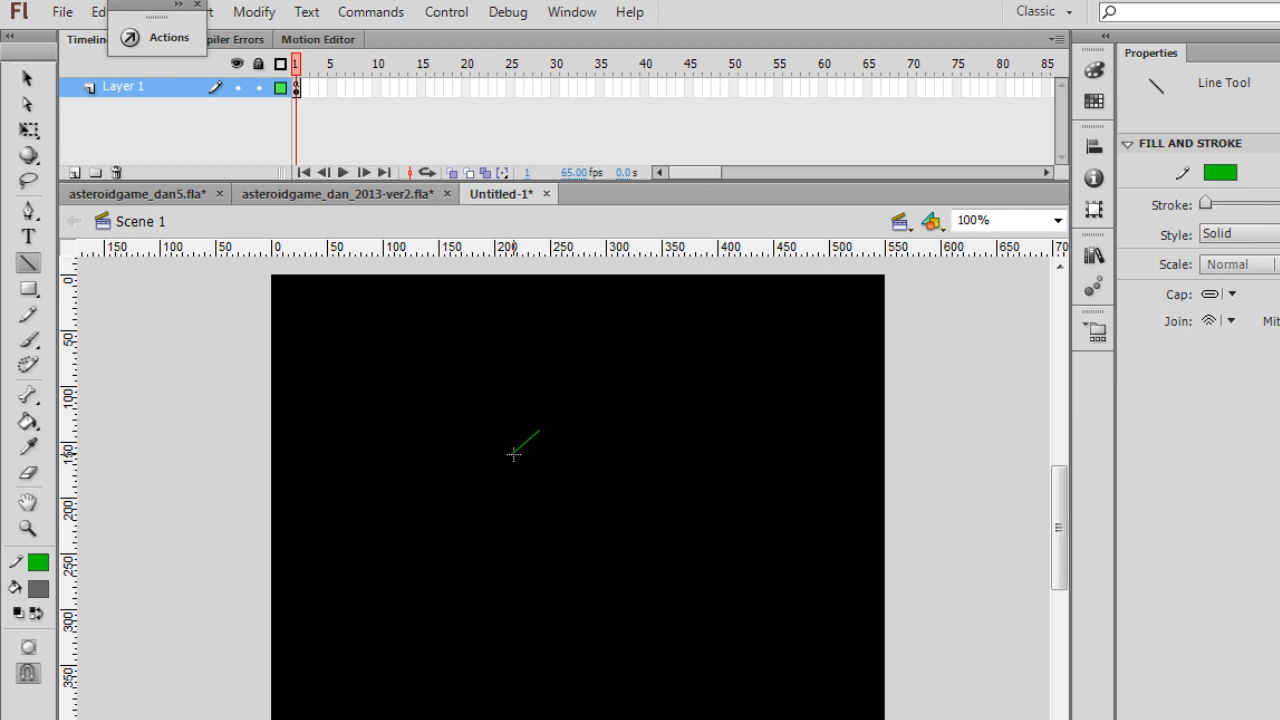 Fl File Ed t Modify Text Commands Control Debug Window Help Classic
Actions
Timeline piler Errors Motion Editor
Properties
1 5 10 15 20 25 30 35 40 45 50 55 60 65 70 75 80 85
Layer 1
Line Tool
FILL AND STROKE
1 65.00 fps 0.0 s
asteroidgame_dan5.fla* asteroidgame_dan_2013-ver2.fla* Untitled-1*
Stroke:
Scene 1 100%
Style: Solid
150 100 50 0 50 100 150 200 250 300 350 400 450 500 550 600 650 70
Scale: Normal
Cap:
Join: Mit
0
50
100
150
200
250
300
350